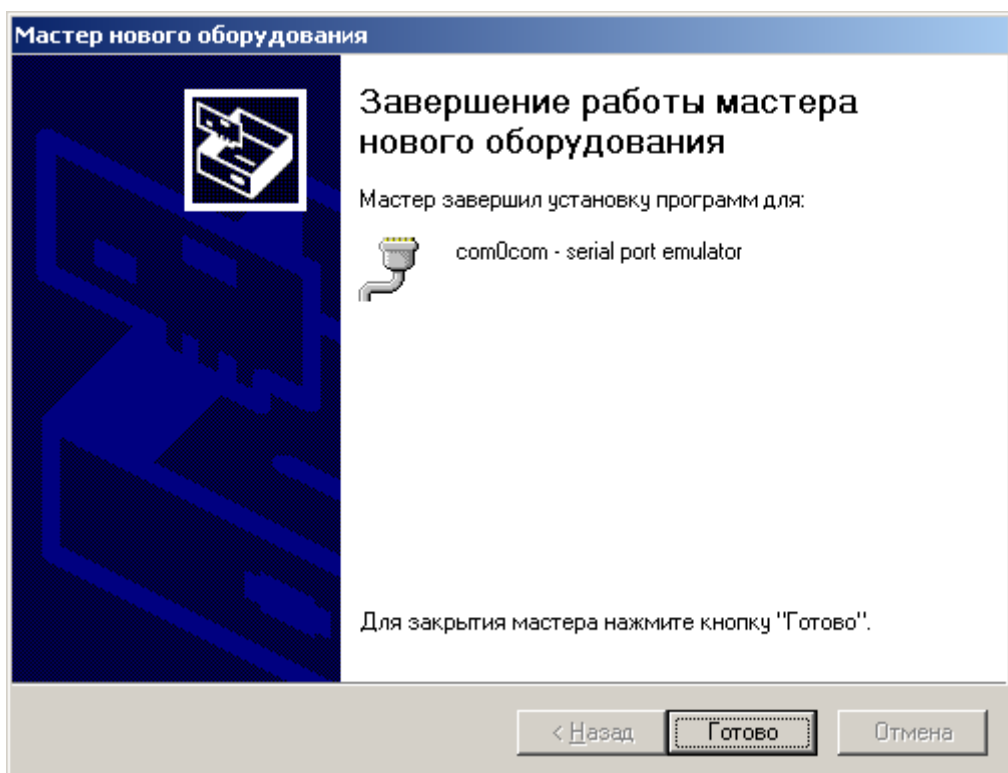 Мастер нового оборудования
Завершение работы мастера
нового оборудования
Мастер завершил установку программ для:
com0com - serial port emulator
Для закрытия мастера нажмите кнопку "Готово".
< Назад
Готово
Отмена